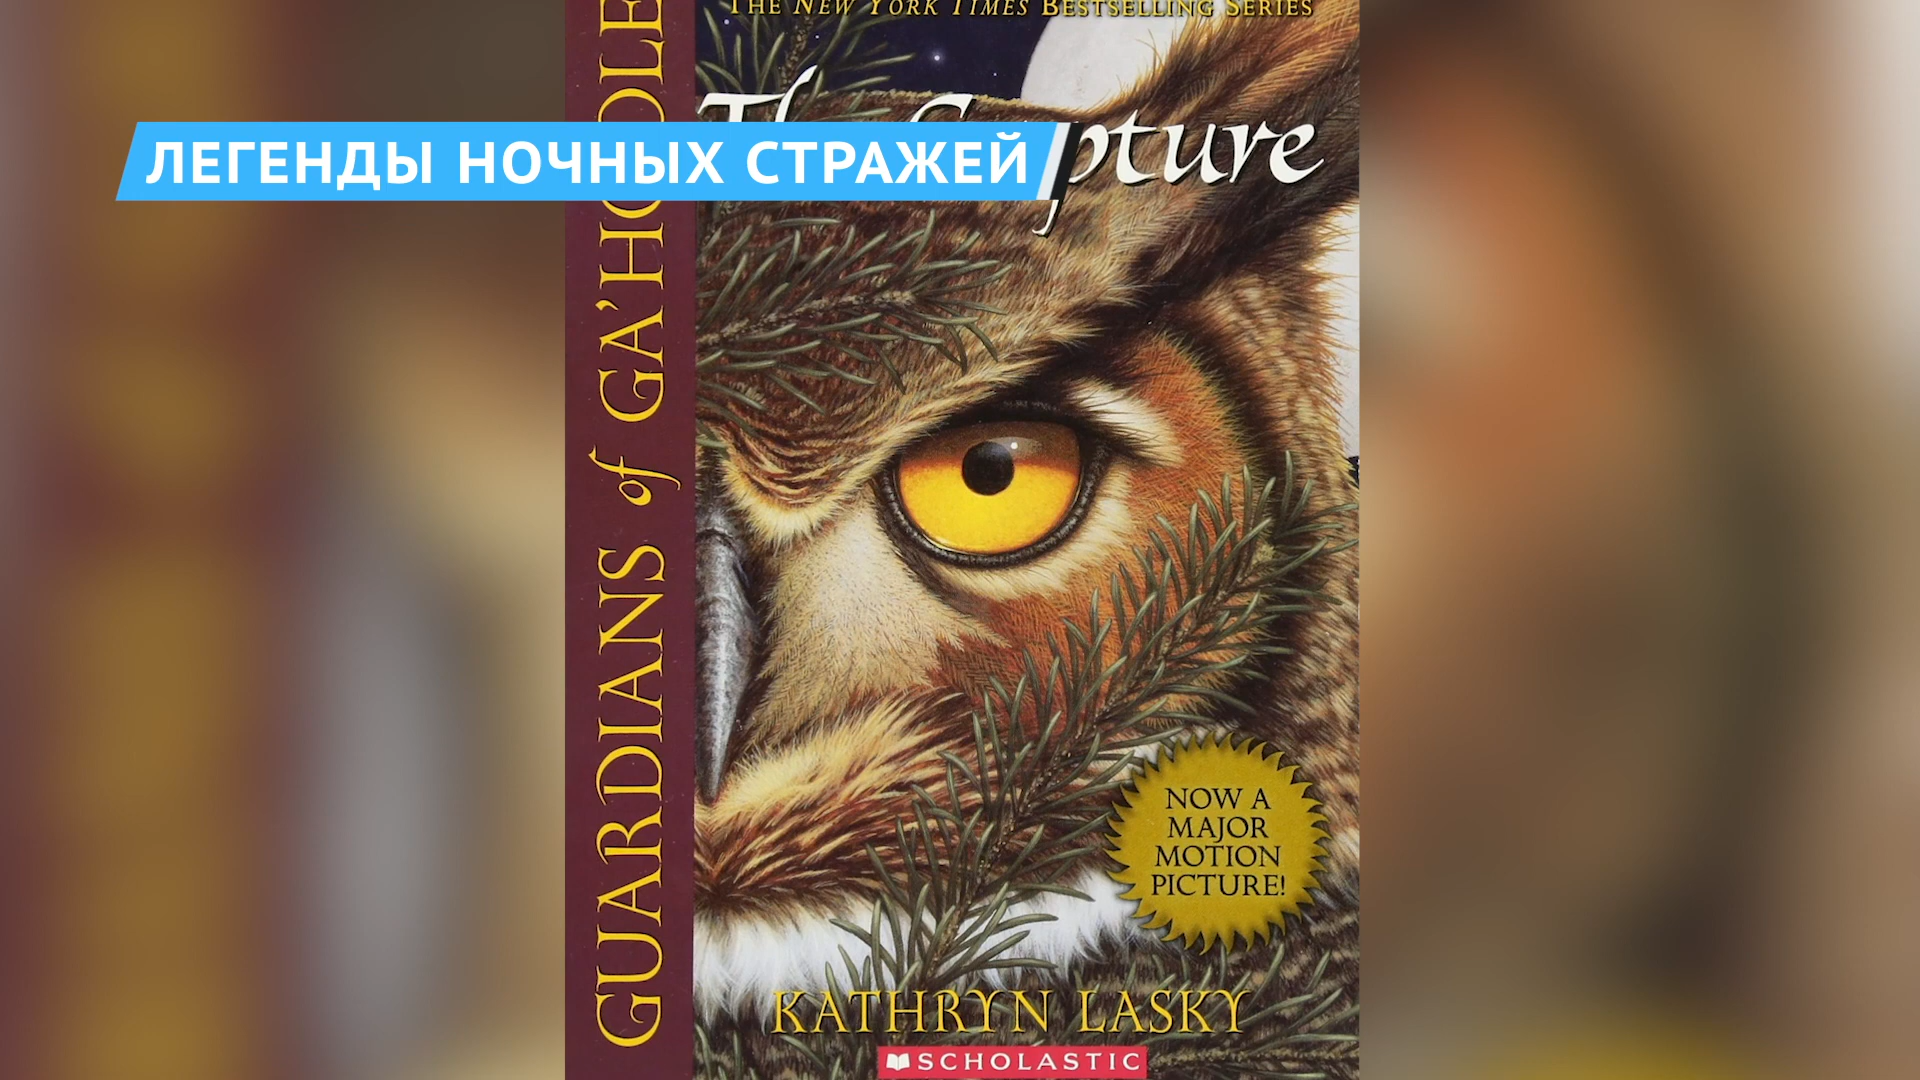 THE NEW YORK TIMES BESTSELLING SERIES
ЛЕГЕНДЫ НОЧНЫХ СТРАЖЕЙ
GUARDIANS of GA'HOOLE
NOW A
MAJOR
MOTION
PICTURE!
KATHRYN LASKY
SCHOLASTIC